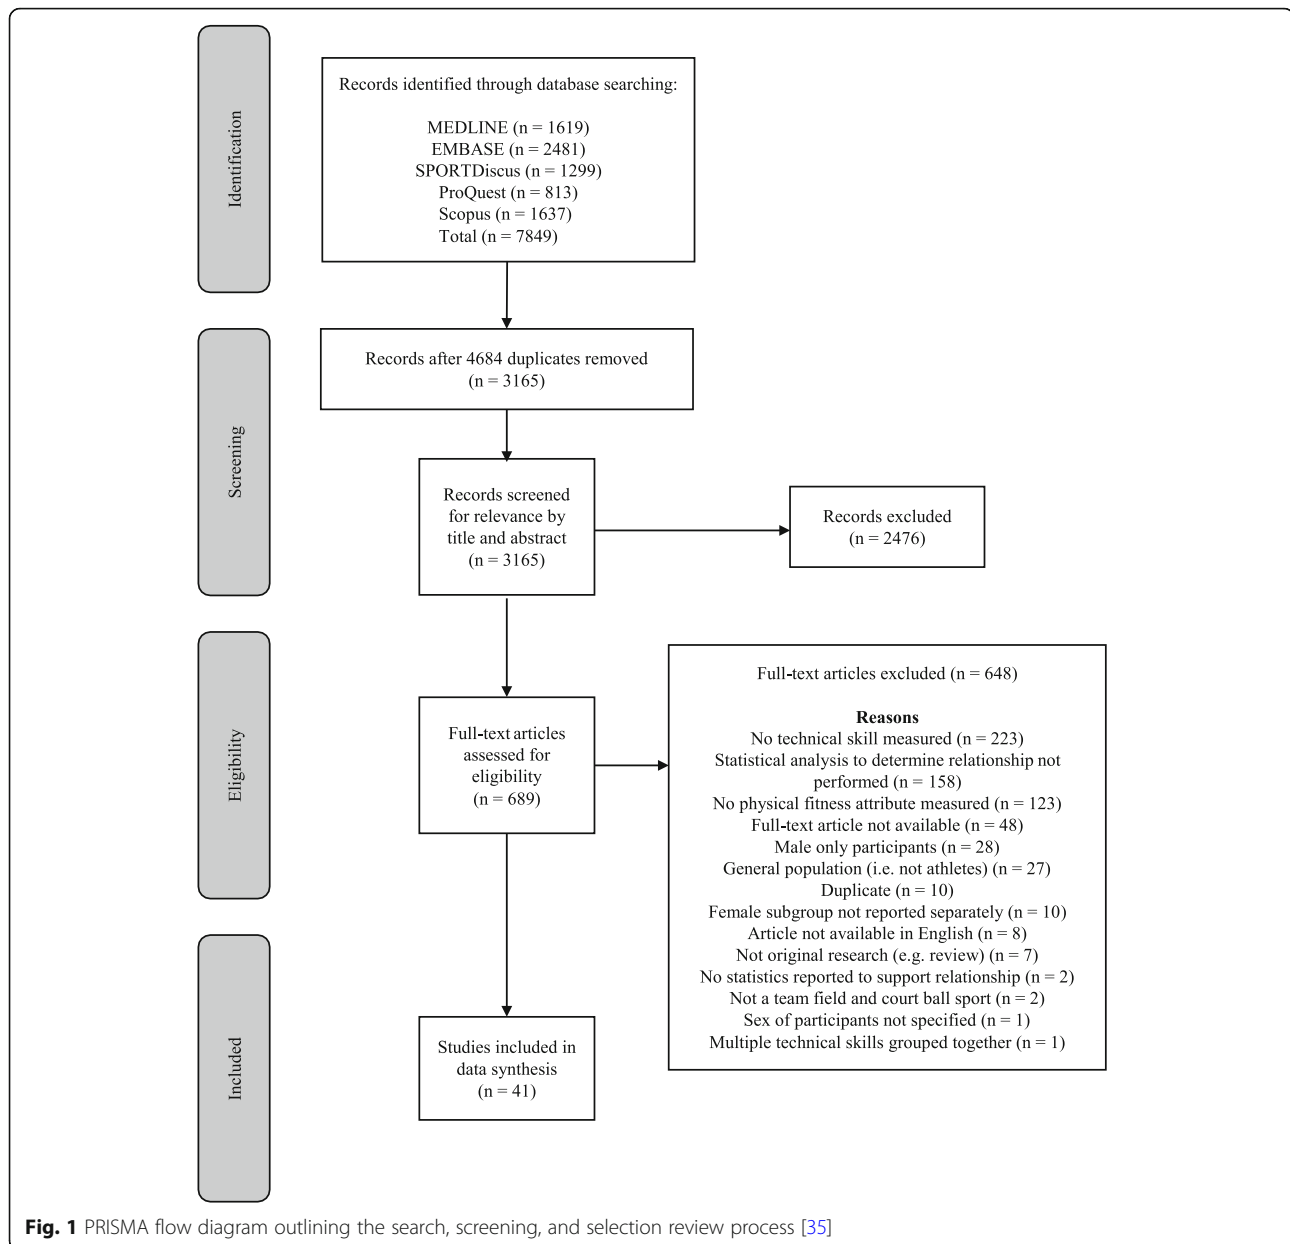 Identification
Records identified through database searching:
MEDLINE (n = 1619)
EMBASE (n = 2481)
SPORTDiscus (n = 1299)
ProQuest (n = 813)
Scopus (n = 1637)
Total (n = 7849)
Screening
Records after 4684 duplicates removed
(n = 3165)
Records screened
for relevance by
title and abstract
(n = 3165)
Records excluded
(n = 2476)
Eligibility
Full-text articles
assessed for
eligibility
(n = 689)
Full-text articles excluded (n = 648)
Reasons
No technical skill measured (n = 223)
Statistical analysis to determine relationship not
performed (n = 158)
No physical fitness attribute measured (n = 123)
Full-text article not available (n = 48)
Male only participants (n = 28)
General population (i.e. not athletes) (n = 27)
Duplicate (n = 10)
Female subgroup not reported separately (n = 10)
Article not available in English (n = 8)
Not original research (e.g. review) (n = 7)
No statistics reported to support relationship (n = 2)
Not a team field and court ball sport (n = 2)
Sex of participants not specified (n = 1)
Multiple technical skills grouped together (n = 1)
Included
Studies included in
data synthesis
(n = 41)
Fig. 1 PRISMA flow diagram outlining the search, screening, and selection review process [35]